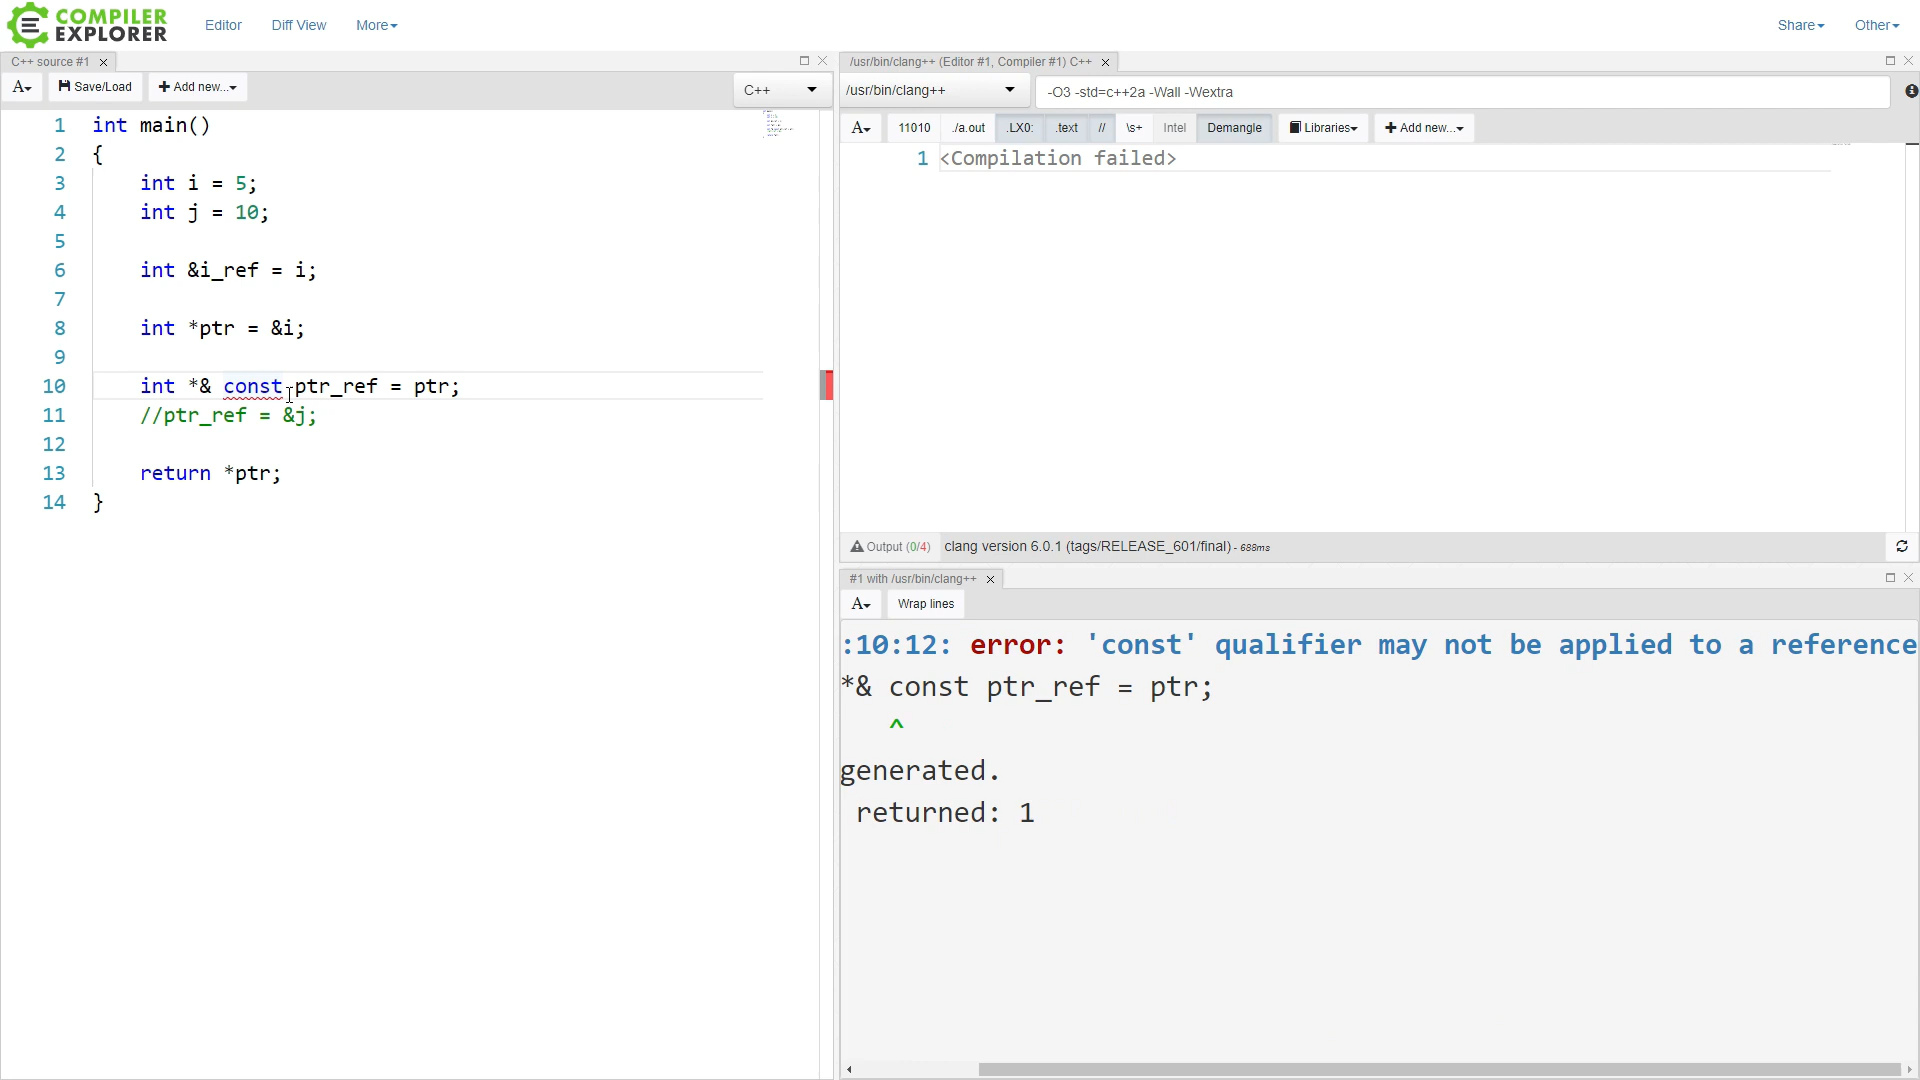 COMPILER
EXPLORER
Editor
Diff View
More
Share
Other
C++ source #1
A
Save/Load
+ Add new...
C++
1 int main()
2 {
3 int i = 5;
4 int j = 10;
5
6 int &i_ref = i;
7
8 int *ptr = &i;
9
10 int *& const ptr_ref = ptr;
11 //ptr_ref = &j;
12
13 return *ptr;
14 }
/usr/bin/clang++ (Editor #1, Compiler #1) C++
/usr/bin/clang++
-O3 -std=c++2a -Wall -Wextra
A
11010
./a.out
.LX0:
.text
//
\s+
Intel
Demangle
Libraries
+ Add new...
1 <Compilation failed>
Output (0/4)
clang version 6.0.1 (tags/RELEASE_601/final) - 688ms
#1 with /usr/bin/clang++
A
Wrap lines
:10:12: error: 'const' qualifier may not be applied to a reference
*& const ptr_ref = ptr;
^
generated.
returned: 1